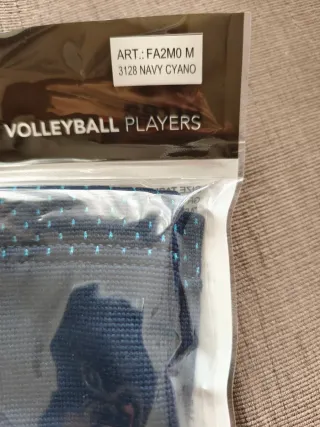 ART.: FA2M0 M
3128 NAVY CYANO
VOLLEYBALL PLAYERS